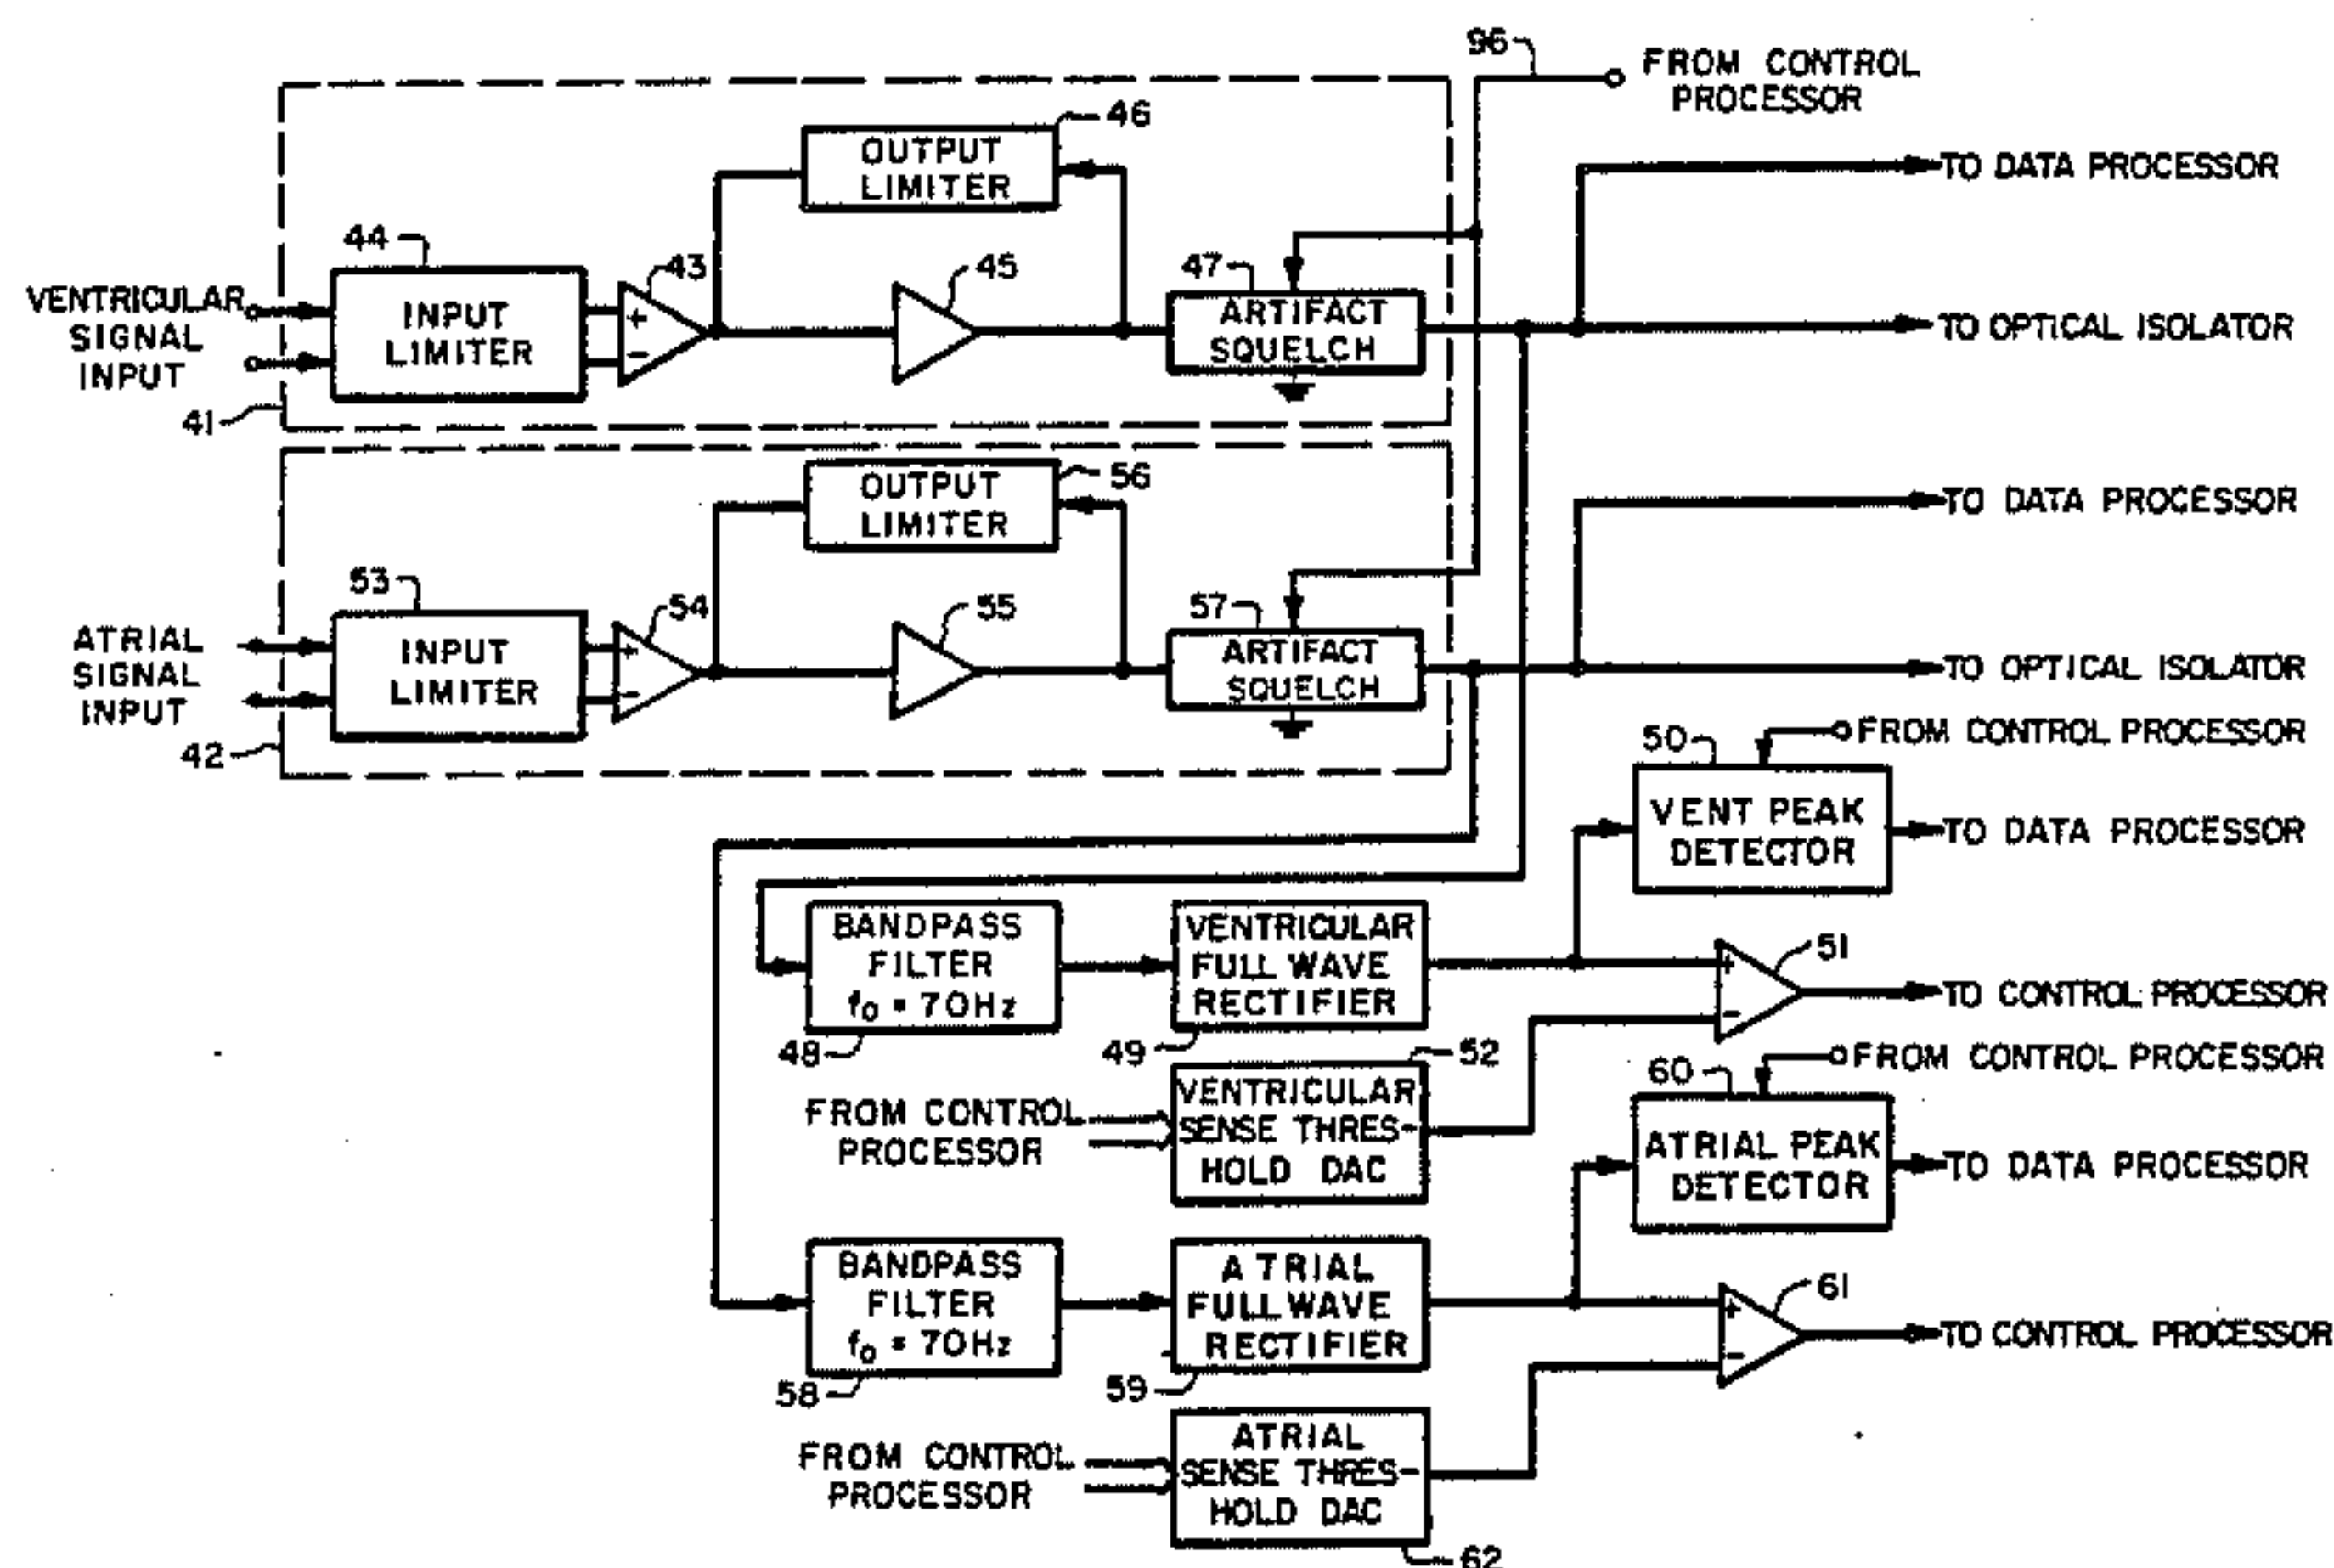 96
FROM CONTROL
PROCESSOR
46
OUTPUT
LIMITER
TO DATA PROCESSOR
44
43
45
47
VENTRICULAR
SIGNAL
INPUT
INPUT
LIMITER
+
-
ARTIFACT
SQUELCH
TO OPTICAL ISOLATOR
41
56
OUTPUT
LIMITER
TO DATA PROCESSOR
53
54
55
57
ATRIAL
SIGNAL
INPUT
INPUT
LIMITER
+
-
ARTIFACT
SQUELCH
TO OPTICAL ISOLATOR
42
50
FROM CONTROL PROCESSOR
VENT PEAK
DETECTOR
TO DATA PROCESSOR
BANDPASS
FILTER
f0 = 70Hz
48
VENTRICULAR
FULL WAVE
RECTIFIER
49
+
-
51
TO CONTROL PROCESSOR
52
FROM CONTROL
PROCESSOR
VENTRICULAR
SENSE THRES-
HOLD DAC
60
FROM CONTROL PROCESSOR
ATRIAL PEAK
DETECTOR
TO DATA PROCESSOR
BANDPASS
FILTER
f0 = 70Hz
58
ATRIAL
FULL WAVE
RECTIFIER
59
+
-
61
TO CONTROL PROCESSOR
FROM CONTROL
PROCESSOR
ATRIAL
SENSE THRES-
HOLD DAC
62